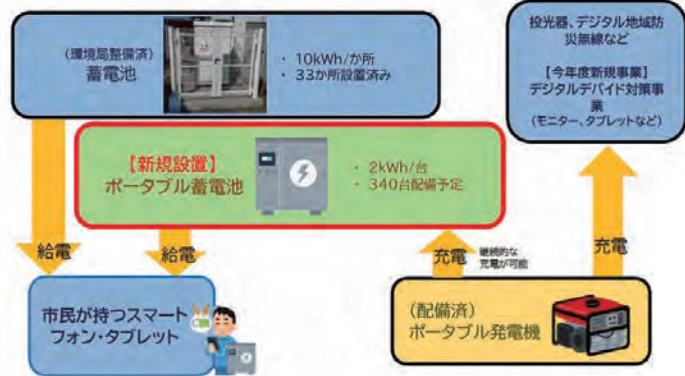 (環境局整備済)
蓄電池
・ 10kWh/か所
・ 33か所設置済み
投光器、デジタル地域防
災無線など
【今年度新規事業】
デジタルデバイド対策事
業
(モニター、タブレットなど)
【新規設置】
ポータブル蓄電池
・ 2kWh/台
・ 340台配備予定
給電
給電
充電
継続的な
充電が可能
充電
市民が持つスマート
フォン・タブレット
(配備済)
ポータブル発電機